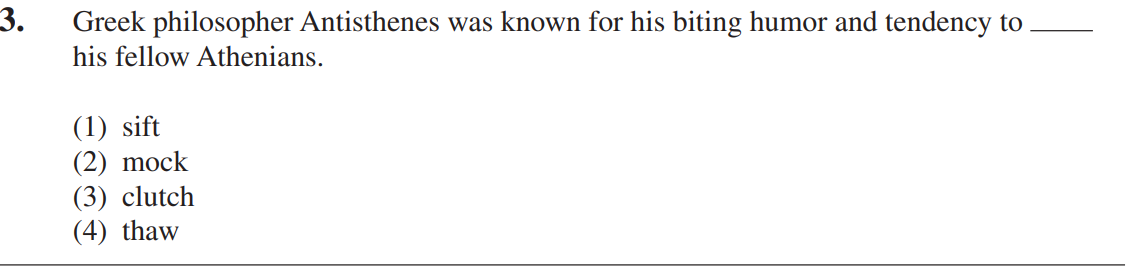 3. Greek philosopher Antisthenes was known for his biting humor and tendency to _____
his fellow Athenians.
(1) sift
(2) mock
(3) clutch
(4) thaw